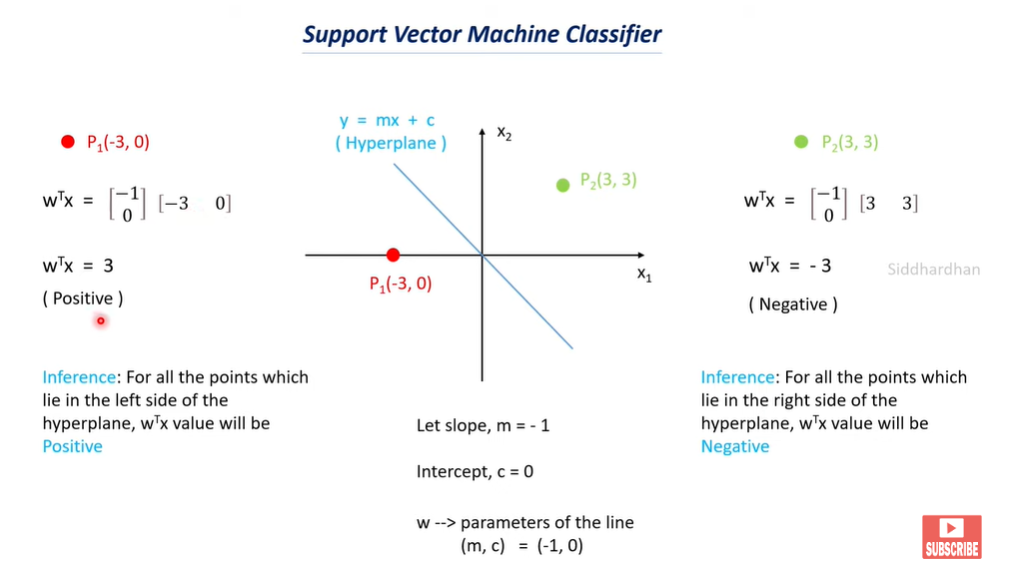 Support Vector Machine Classifier
P₁(-3, 0)
wᵀx = [−1 0] [−3 0]
wᵀx = 3
( Positive )
Inference: For all the points which
lie in the left side of the
hyperplane, wᵀx value will be
Positive
y = mx + c
( Hyperplane )
X₂
P₂(3, 3)
X₁
P₁(-3, 0)
Let slope, m = - 1
Intercept, c = 0
w --> parameters of the line
(m, c) = (-1, 0)
P₂(3, 3)
wᵀx = [−1 0] [3 3]
wᵀx = - 3
( Negative )
Siddhardhan
Inference: For all the points which
lie in the right side of the
hyperplane, wᵀx value will be
Negative
SUBSCRIBE